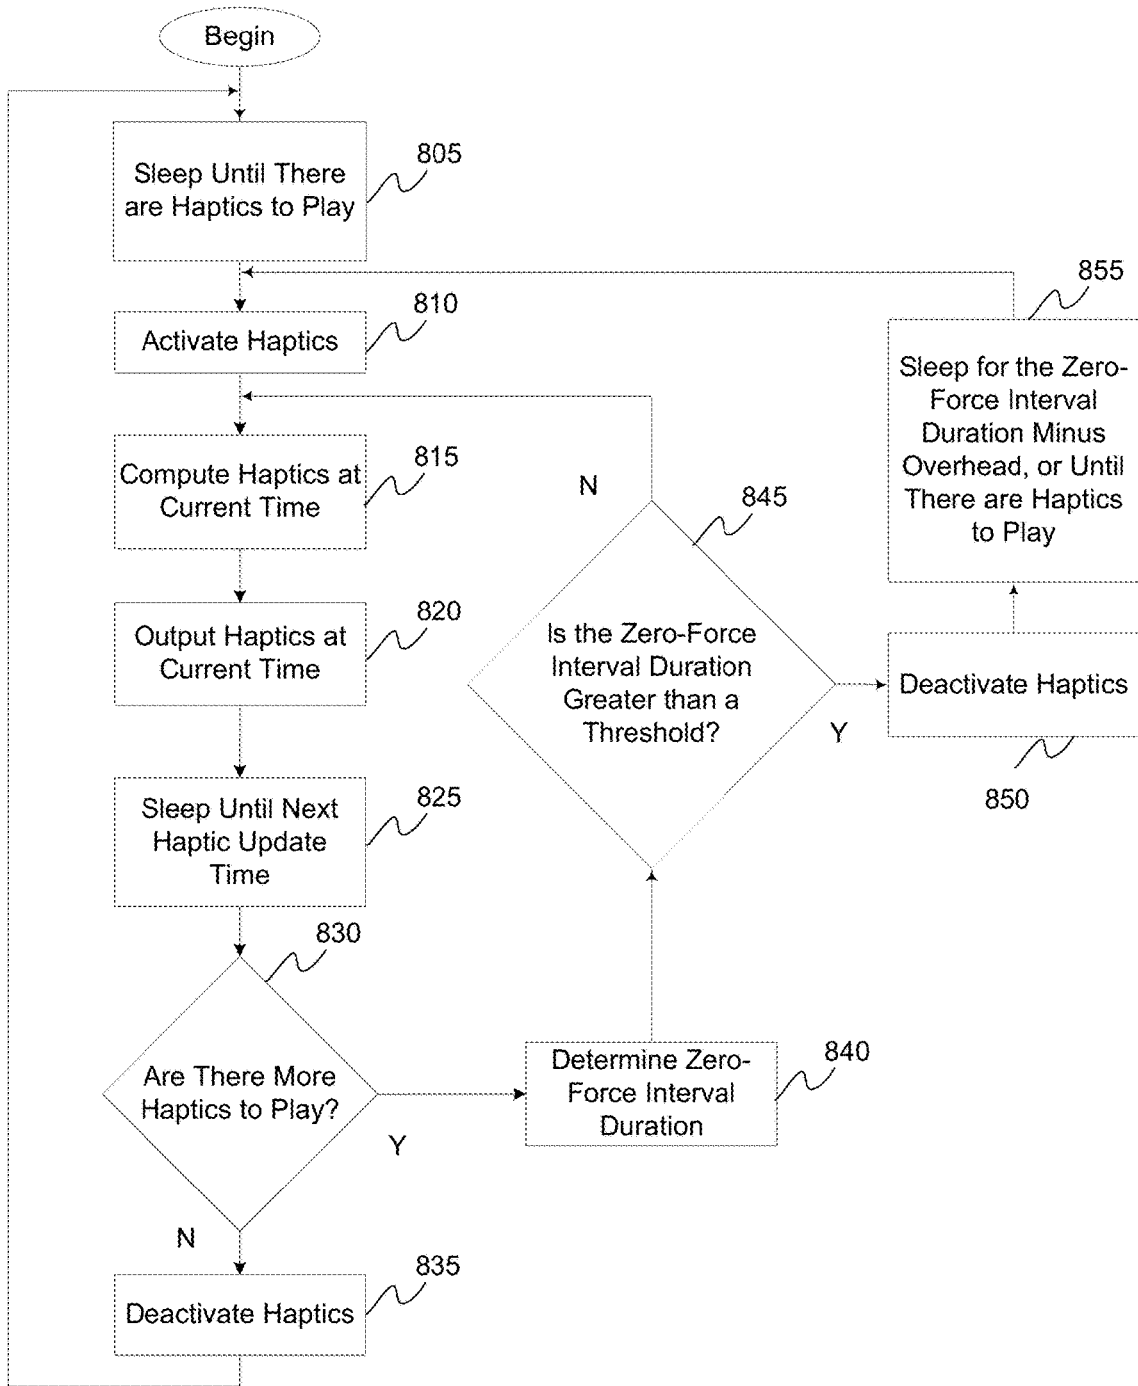 Begin
Sleep Until There
are Haptics to Play
805
Activate Haptics
810
Compute Haptics at
Current Time
815
Output Haptics at
Current Time
820
Sleep Until Next
Haptic Update
Time
825
Are There More
Haptics to Play?
830
Y
N
Deactivate Haptics
835
Determine Zero-
Force Interval
Duration
840
Is the Zero-Force
Interval Duration
Greater than a
Threshold?
845
N
Y
Deactivate Haptics
850
Sleep for the Zero-
Force Interval
Duration Minus
Overhead, or Until
There are Haptics
to Play
855